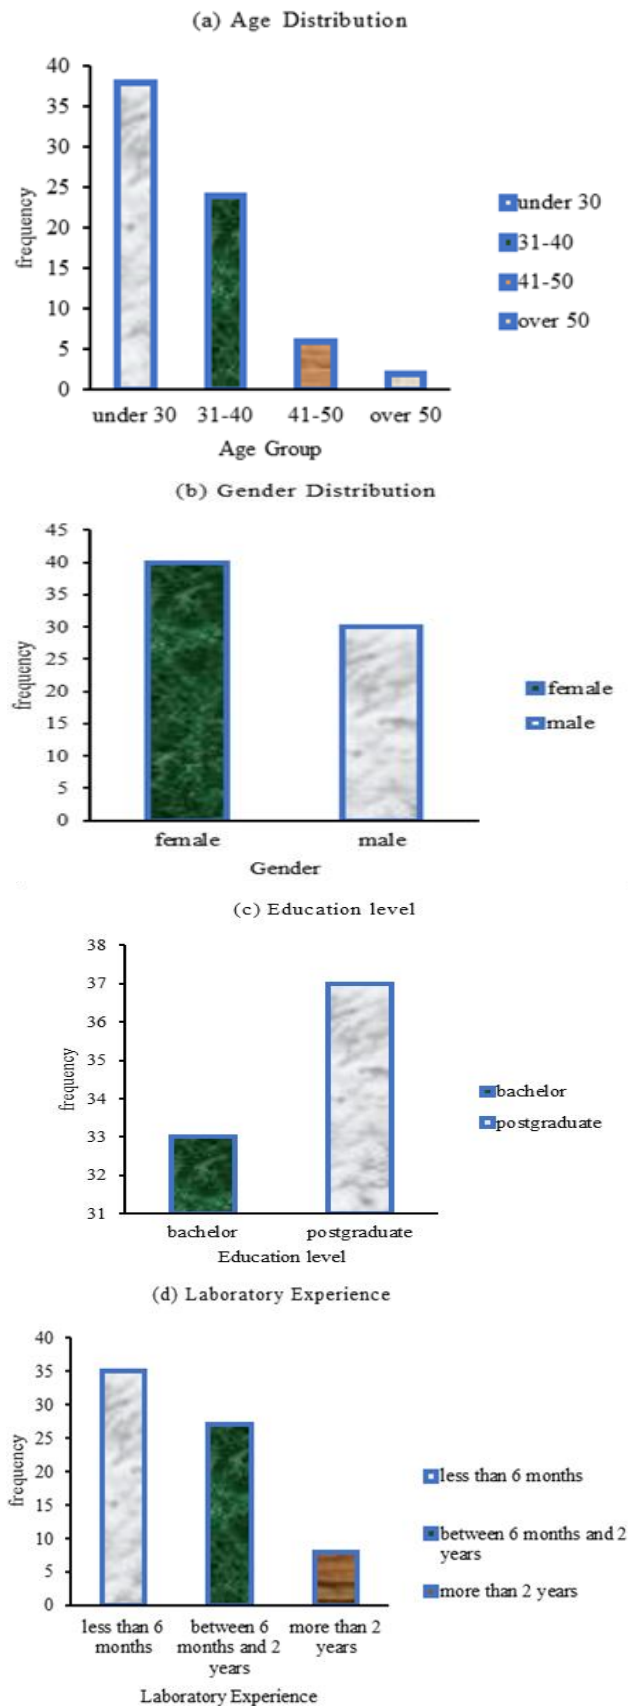 (a) Age Distribution
40
35
30
25
20
15
10
5
0
frequency
under 30
31-40
41-50
over 50
Age Group
under 30
31-40
41-50
over 50
(b) Gender Distribution
45
40
35
30
25
20
15
10
5
0
frequency
female
male
Gender
female
male
(c) Education level
38
37
36
35
34
33
32
31
frequency
bachelor
postgraduate
Education level
bachelor
postgraduate
(d) Laboratory Experience
40
35
30
25
20
15
10
5
0
frequency
less than 6
months
between 6
months and 2
years
more than 2
years
Laboratory Experience
less than 6 months
between 6 months and 2
years
more than 2 years